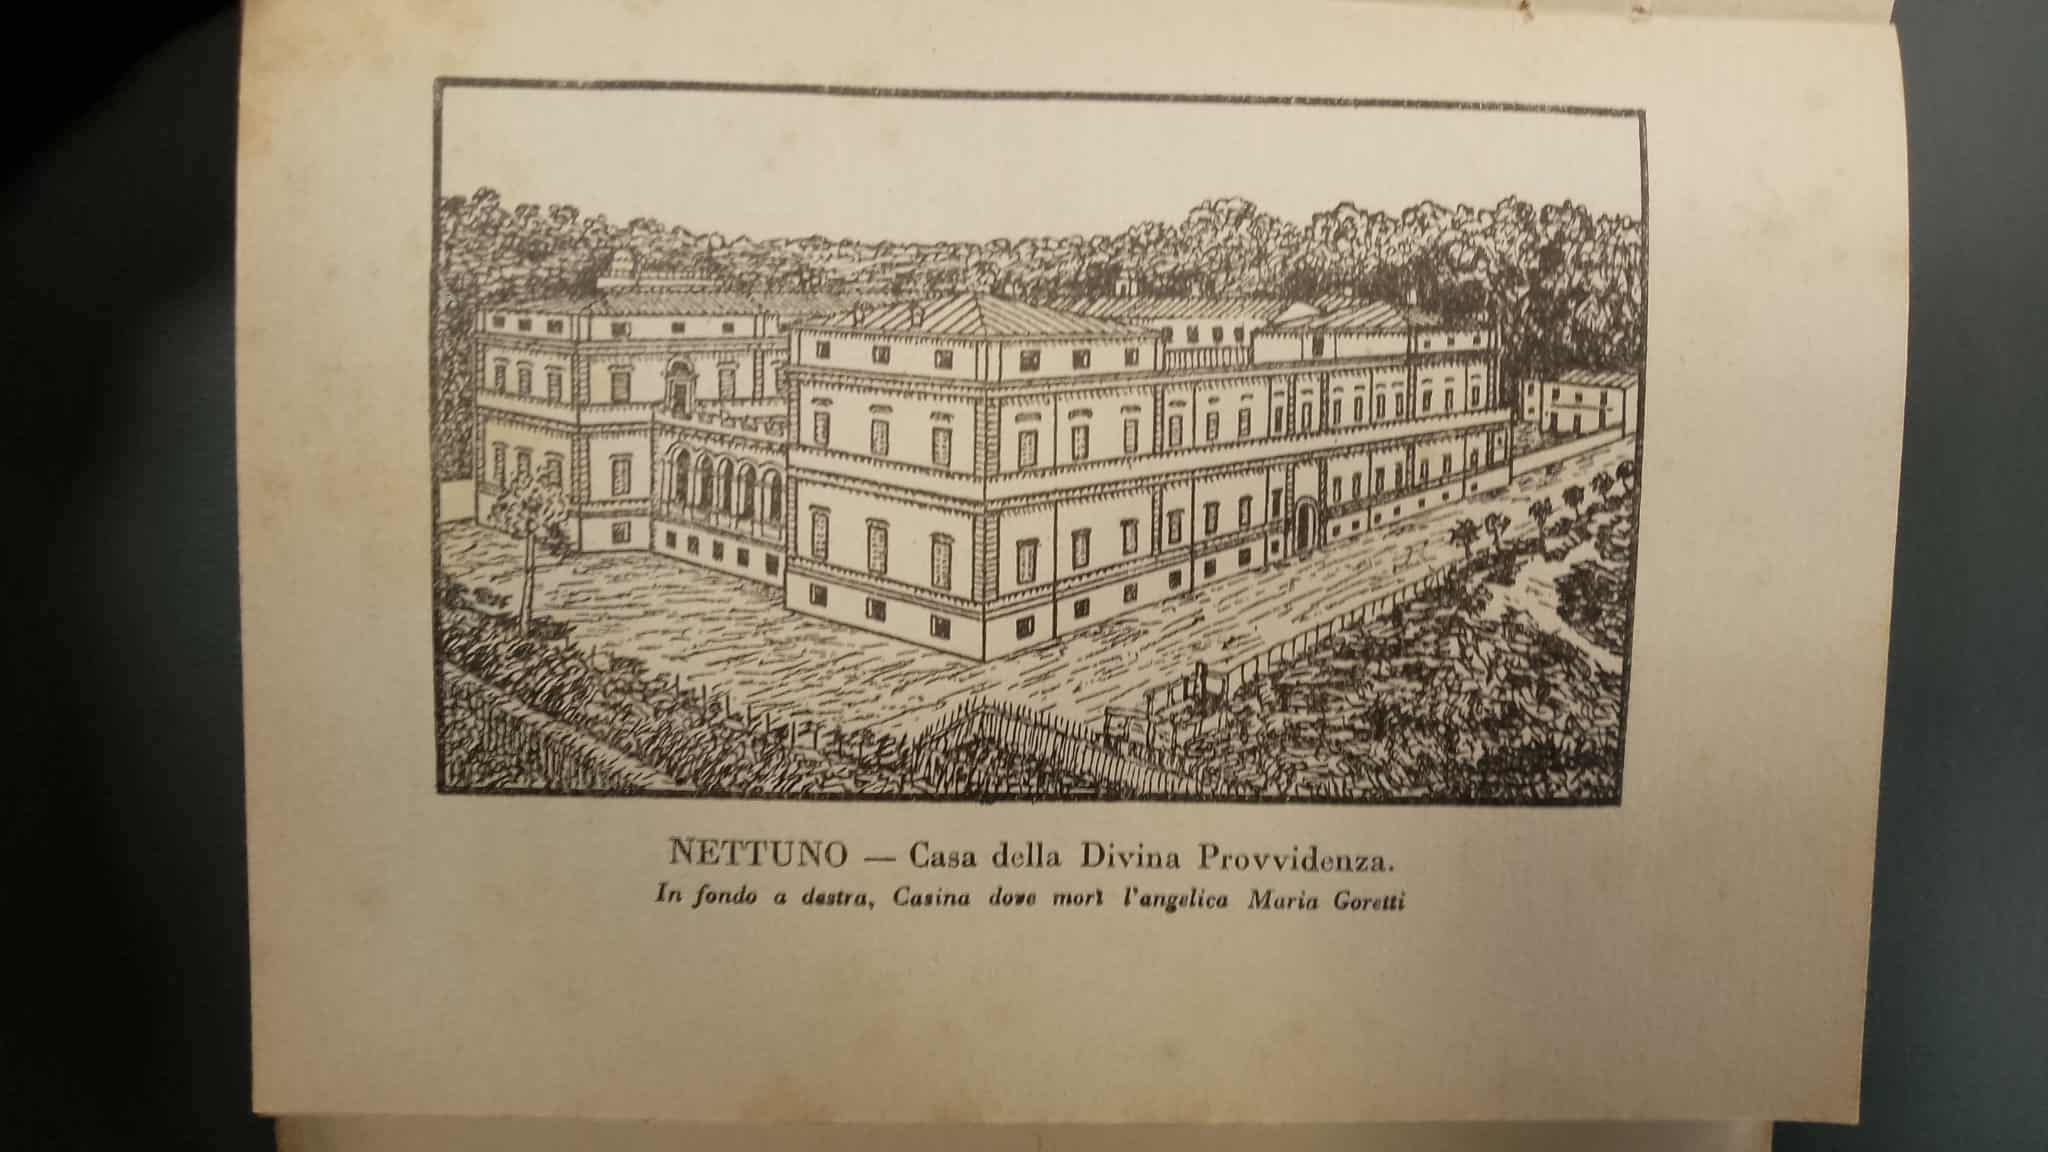 NETTUNO — Casa della Divina Provvidenza.
In fondo a destra, Casina dove morì l'angelica Maria Goretti